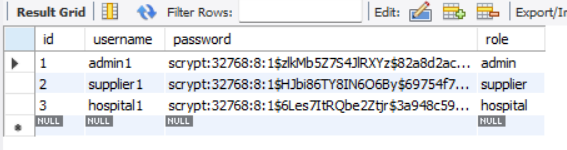 Result Grid Filter Rows: Edit: Export/In
id username password role
1 admin1 scrypt:32768:8:1$zlkMb5Z7S4JlRXYz$82a8d2ac... admin
2 supplier1 scrypt:32768:8:1$HJbi86TY8IN6O6By$69754f7... supplier
3 hospital1 scrypt:32768:8:1$6Les7ItRQbe2Ztjr$3a948c59... hospital
NULL NULL NULL NULL